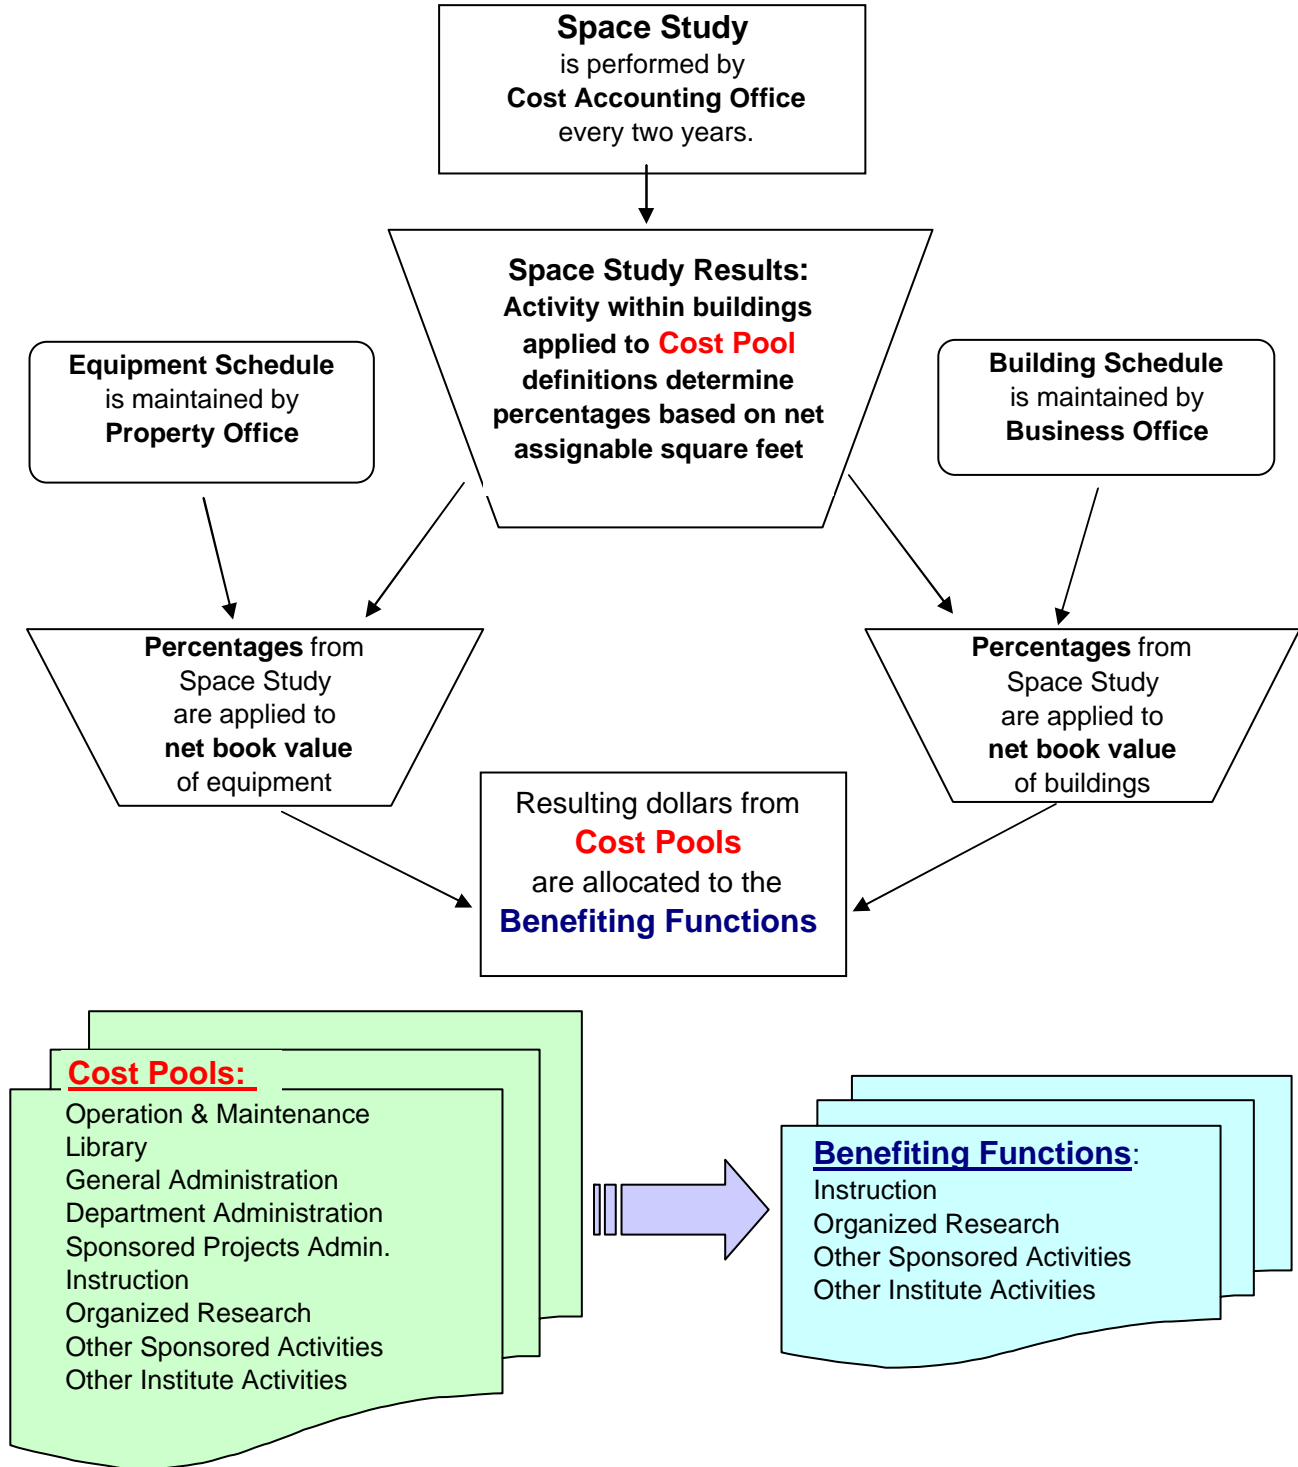 Space Study
is performed by
Cost Accounting Office
every two years.
Space Study Results:
Activity within buildings
applied to Cost Pool
definitions determine
percentages based on net
assignable square feet
Equipment Schedule
is maintained by
Property Office
Building Schedule
is maintained by
Business Office
Percentages from
Space Study
are applied to
net book value
of equipment
Percentages from
Space Study
are applied to
net book value
of buildings
Resulting dollars from
Cost Pools
are allocated to the
Benefiting Functions
Cost Pools:
Operation & Maintenance
Library
General Administration
Department Administration
Sponsored Projects Admin.
Instruction
Organized Research
Other Sponsored Activities
Other Institute Activities
Benefiting Functions:
Instruction
Organized Research
Other Sponsored Activities
Other Institute Activities